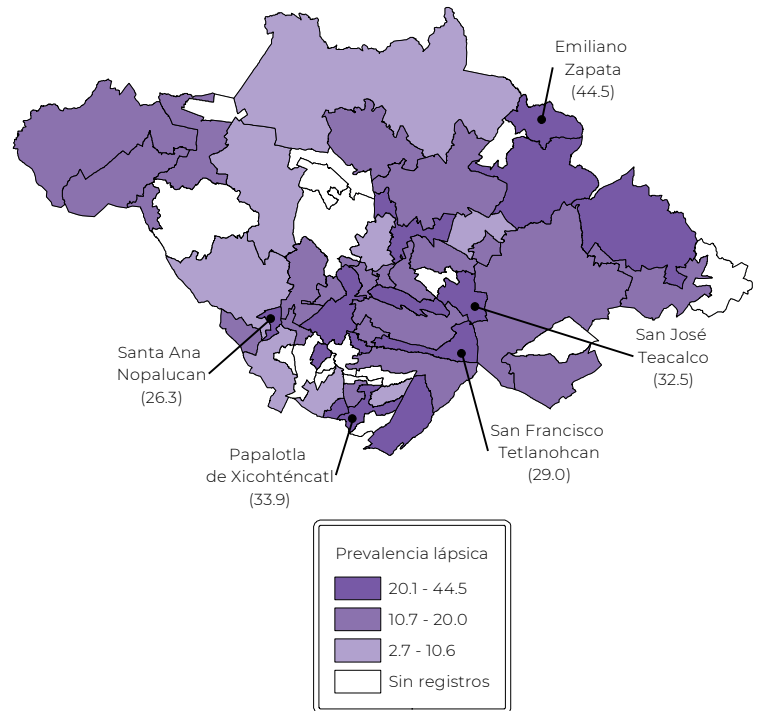 Emiliano
Zapata
(44.5)
San José
Teacalco
(32.5)
Santa Ana
Nopalucan
(26.3)
San Francisco
Tetlanohcan
(29.0)
Papalotla
de Xicohténcatl
(33.9)
Prevalencia lápsica
20.1 - 44.5
10.7 - 20.0
2.7 - 10.6
Sin registros